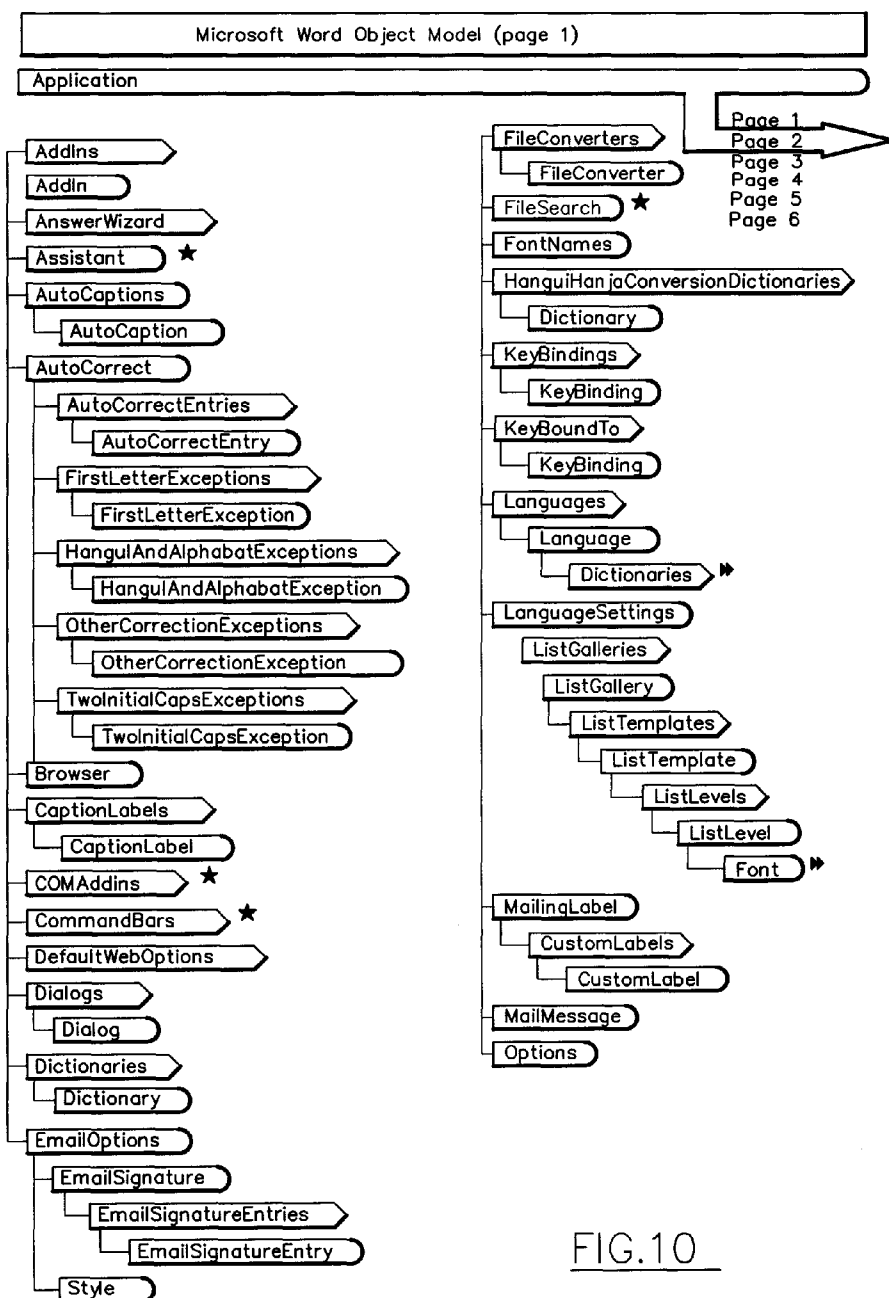 Microsoft Word Object Model (page 1)
Application
Page 1
Page 2
Page 3
Page 4
Page 5
Page 6
AddIns
AddIn
AnswerWizard
Assistant
AutoCaptions
AutoCaption
AutoCorrect
AutoCorrectEntries
AutoCorrectEntry
FirstLetterExceptions
FirstLetterException
HangulAndAlphabatExceptions
HangulAndAlphabatException
OtherCorrectionExceptions
OtherCorrectionException
TwoInitialCapsExceptions
TwoInitialCapsException
Browser
CaptionLabels
CaptionLabel
COMAddins
CommandBars
DefaultWebOptions
Dialogs
Dialog
Dictionaries
Dictionary
EmailOptions
EmailSignature
EmailSignatureEntries
EmailSignatureEntry
Style
FileConverters
FileConverter
FileSearch
FontNames
HanguiHanjaConversionDictionaries
Dictionary
KeyBindings
KeyBinding
KeyBoundTo
KeyBinding
Languages
Language
Dictionaries
LanguageSettings
ListGalleries
ListGallery
ListTemplates
ListTemplate
ListLevels
ListLevel
Font
MailingLabel
CustomLabels
CustomLabel
MailMessage
Options
FIG.10